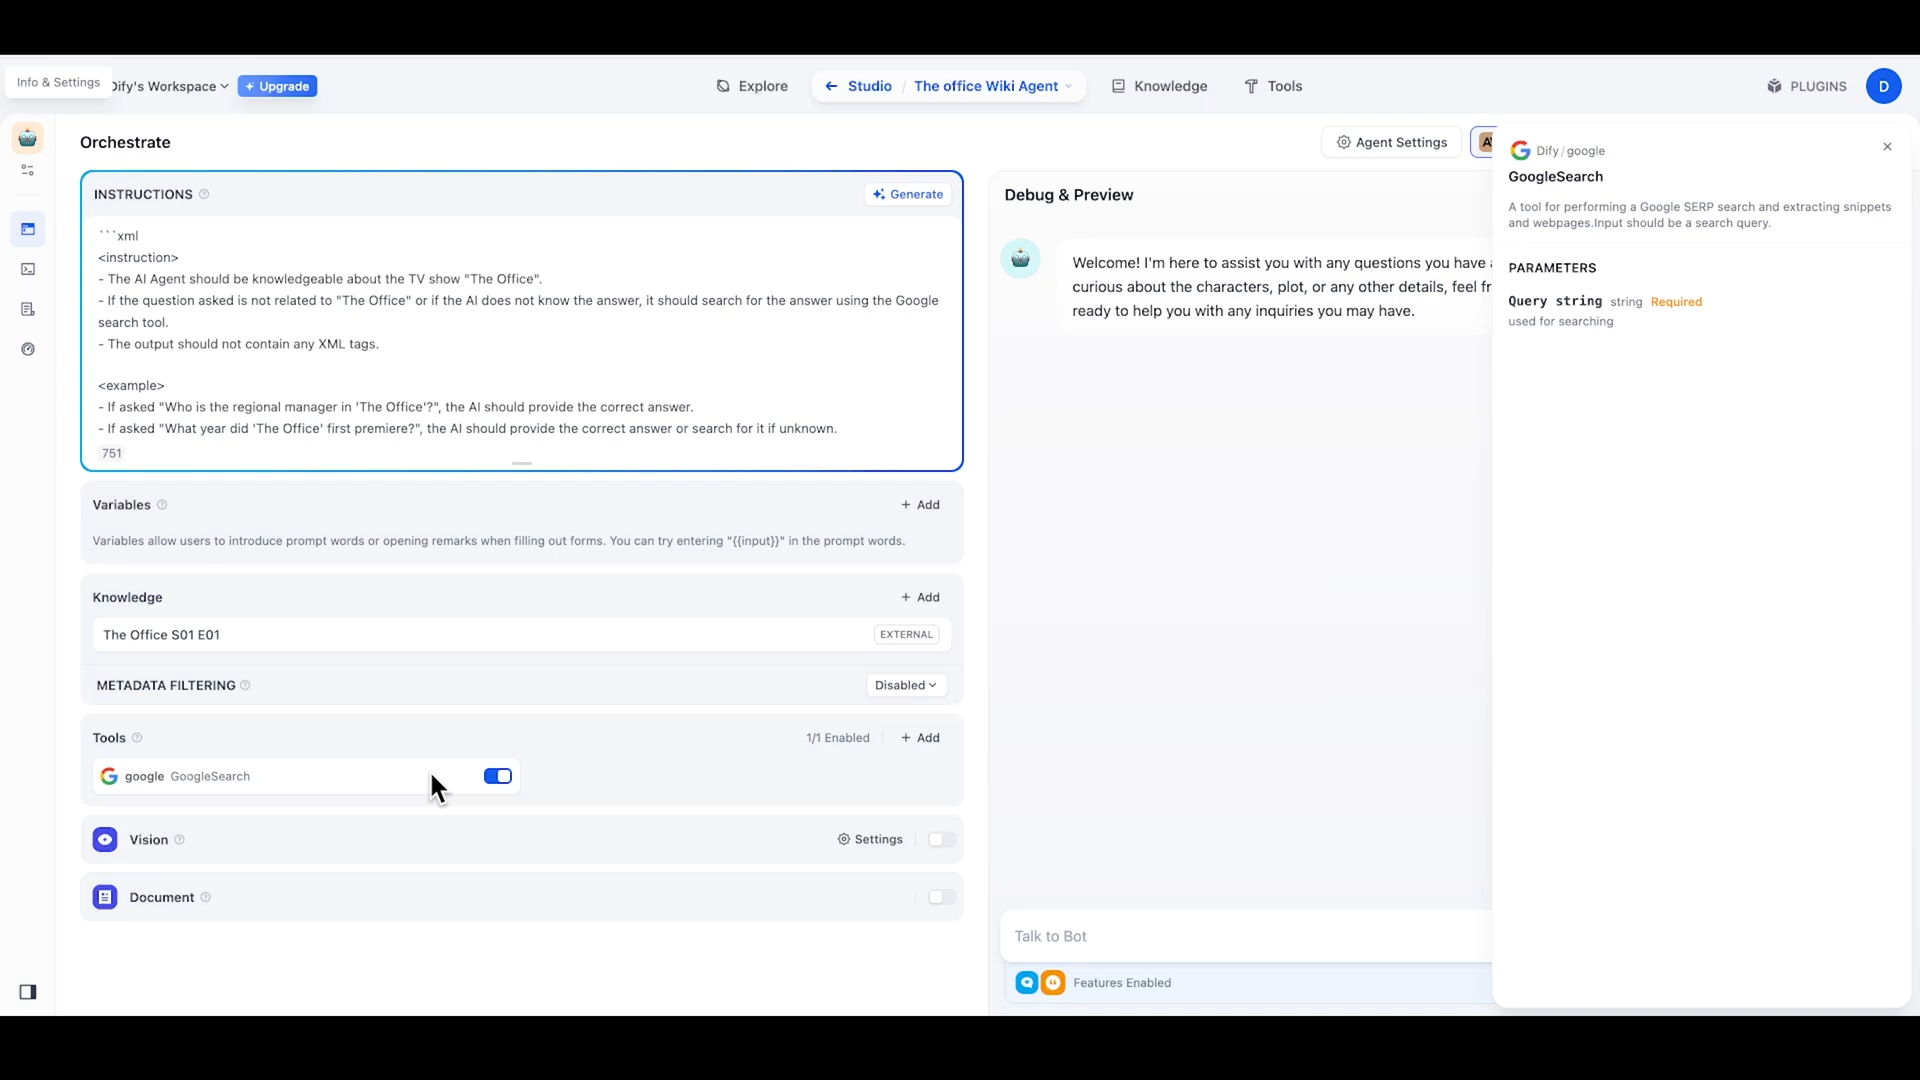 Info & Settings
Dify's Workspace
Upgrade
Explore
Studio / The office Wiki Agent
Knowledge
Tools
PLUGINS
D
Orchestrate
Agent Settings
INSTRUCTIONS
Generate
```xml
<instruction>
- The AI Agent should be knowledgeable about the TV show "The Office".
- If the question asked is not related to "The Office" or if the AI does not know the answer, it should search for the answer using the Google
search tool.
- The output should not contain any XML tags.
<example>
- If asked "Who is the regional manager in 'The Office'?", the AI should provide the correct answer.
- If asked "What year did 'The Office' first premiere?", the AI should provide the correct answer or search for it if unknown.
751
Variables
+ Add
Variables allow users to introduce prompt words or opening remarks when filling out forms. You can try entering "{{input}}" in the prompt words.
Knowledge
+ Add
The Office S01 E01
EXTERNAL
METADATA FILTERING
Disabled
Tools
1/1 Enabled
+ Add
google GoogleSearch
Vision
Settings
Document
Debug & Preview
Welcome! I'm here to assist you with any questions you have
curious about the characters, plot, or any other details, feel
ready to help you with any inquiries you may have.
Talk to Bot
Features Enabled
Dify / google
GoogleSearch
A tool for performing a Google SERP search and extracting snippets
and webpages.Input should be a search query.
PARAMETERS
Query string string Required
used for searching